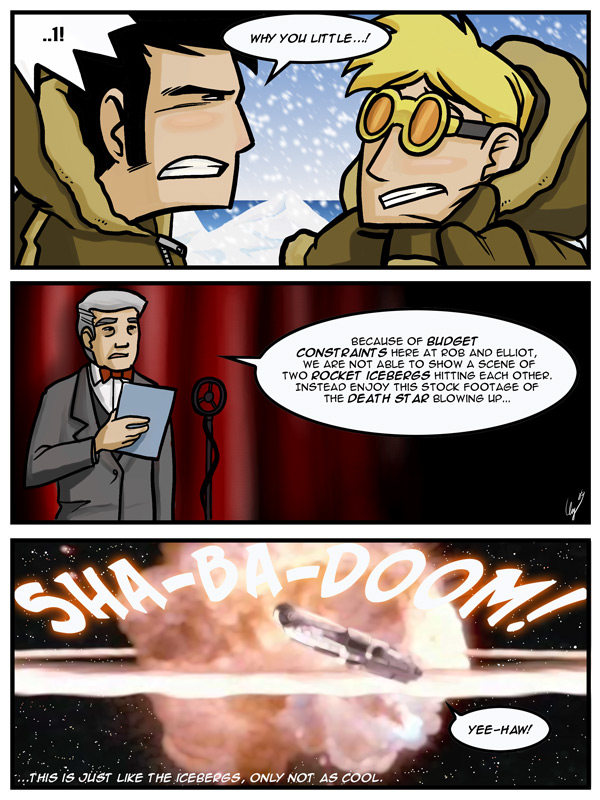 ..1!
WHY YOU LITTLE...!
BECAUSE OF BUDGET
CONSTRAINTS HERE AT ROB AND ELLIOT,
WE ARE NOT ABLE TO SHOW A SCENE OF
TWO ROCKET ICEBERGS HITTING EACH OTHER.
INSTEAD ENJOY THIS STOCK FOOTAGE OF
THE DEATH STAR BLOWING UP...
SHA-BA-DOOM!
YEE-HAW!
...THIS IS JUST LIKE THE ICEBERGS, ONLY NOT AS COOL.